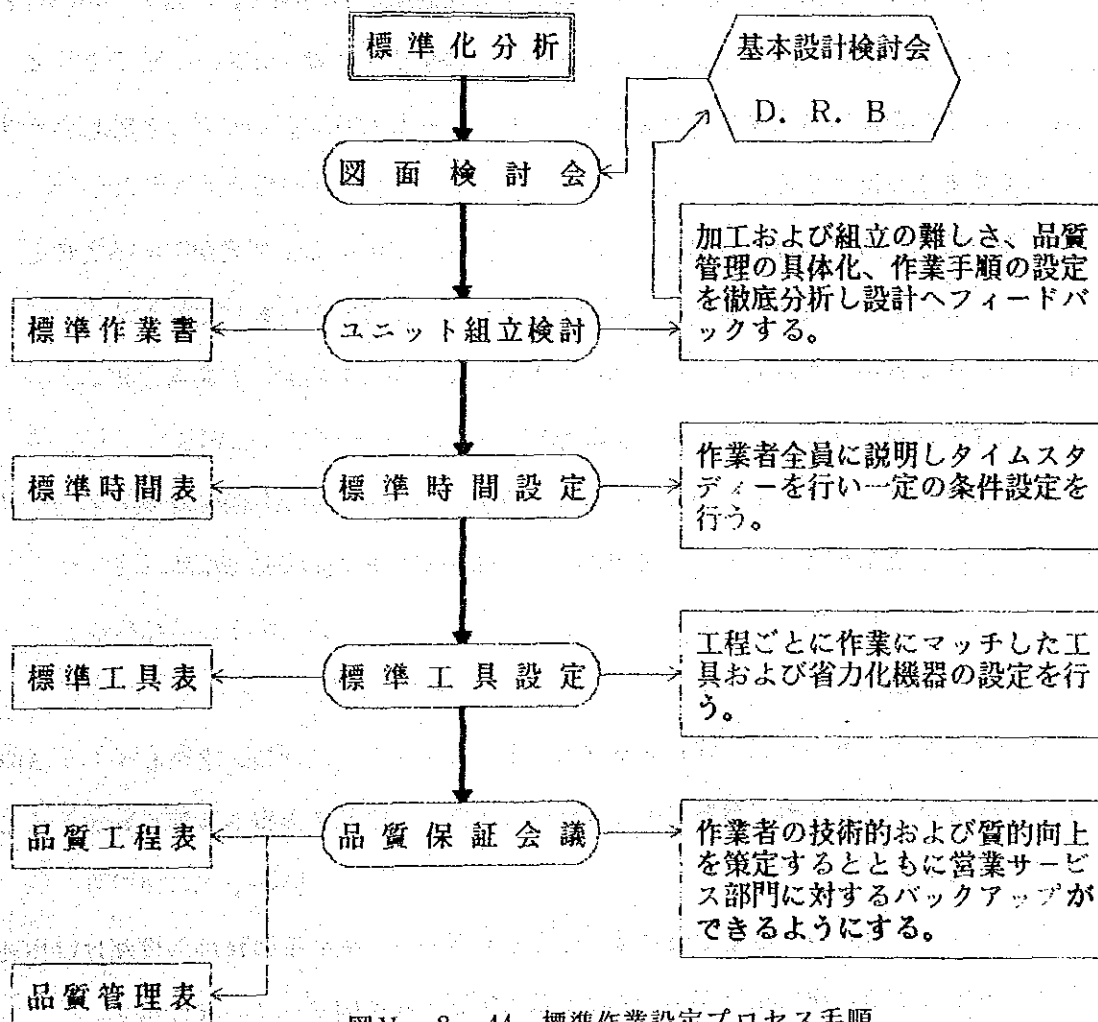 標準化分析
基本設計検討会
D. R. B
図面検討会
加工および組立の難しさ、品質
管理の具体化、作業手順の設定
を徹底分析し設計へフィードバ
ックする。
標準作業書
ユニット組立検討
作業者全員に説明しタイムスタ
ディーを行い一定の条件設定を
行う。
標準時間表
標準時間設定
工程ごとに作業にマッチした工
具および省力化機器の設定を行
う。
標準工具表
標準工具設定
作業者の技術的および質的向上
を策定するとともに営業サービ
ス部門に対するバックアップが
できるようにする。
品質工程表
品質保証会議
品質管理表
標準作業設定プロセス手順